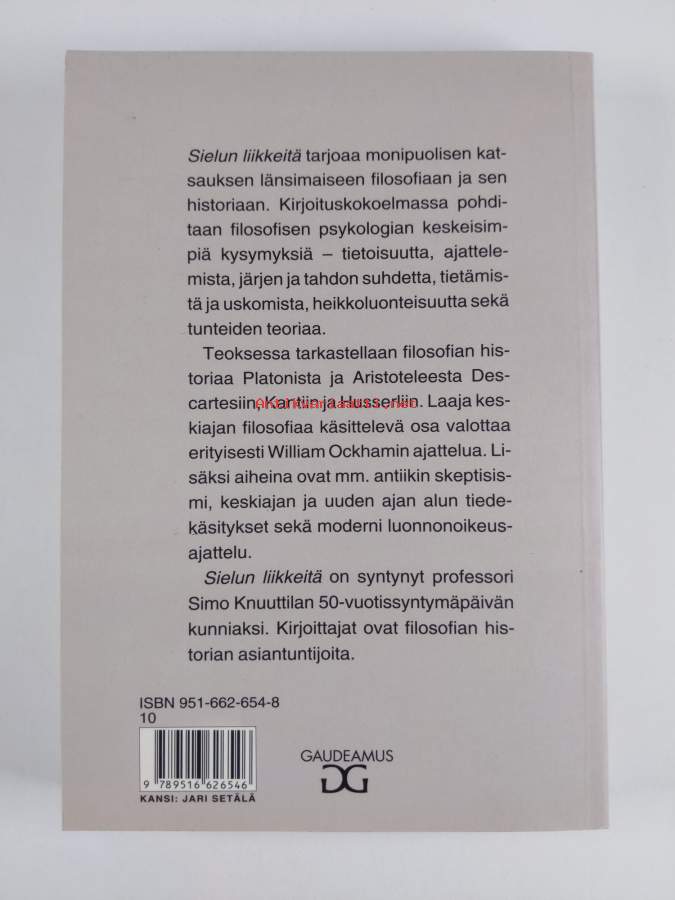 Sielun liikkeitä tarjoaa monipuolisen kat-
sauksen länsimaiseen filosofiaan ja sen
historiaan. Kirjoituskokoelmassa pohdi-
taan filosofisen psykologian keskeisim-
piä kysymyksiä – tietoisuutta, ajattele-
mista, järjen ja tahdon suhdetta, tietämis-
tä ja uskomista, heikkoluonteisuutta sekä
tunteiden teoriaa.
Teoksessa tarkastellaan filosofian his-
toriaa Platonista ja Aristoteleesta Des-
cartesiin, Kantiin ja Husserliin. Laaja kes-
Antikvariaatti.net
kiajan filosofiaa käsittelevä osa valottaa
erityisesti William Ockhamin ajattelua. Li-
säksi aiheina ovat mm. antiikin skeptisis-
mi, keskiajan ja uuden ajan alun tiede-
käsitykset sekä moderni luonnonoikeus-
ajattelu.
Sielun liikkeitä on syntynyt professori
Simo Knuuttilan 50-vuotissyntymäpäivän
kunniaksi. Kirjoittajat ovat filosofian his-
torian asiantuntijoita.
ISBN 951-662-654-8
10
9 789516 626546
KANSI: JARI SETÄLÄ
GAUDEAMUS
GG